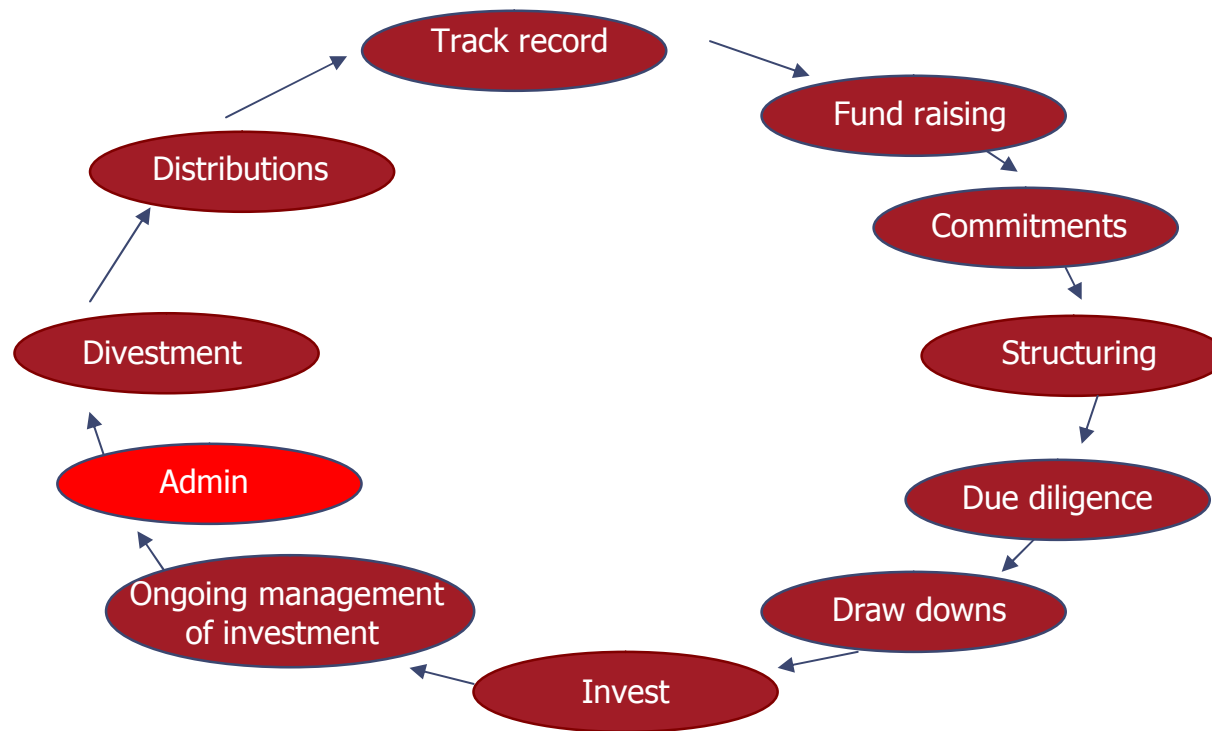 Track record
Fund raising
Commitments
Structuring
Due diligence
Draw downs
Invest
Ongoing management
of investment
Admin
Divestment
Distributions